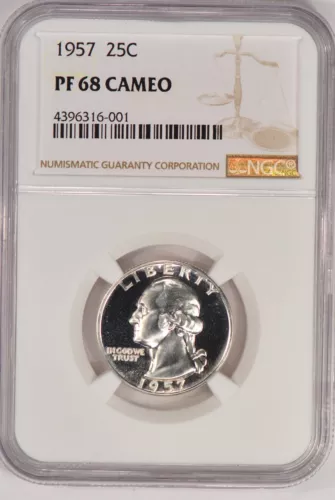 1957 25C
PF 68 CAMEO
4396316-001
NUMISMATIC GUARANTY CORPORATION
NGC®
LIBERTY
IN GOD WE
TRUST
1957